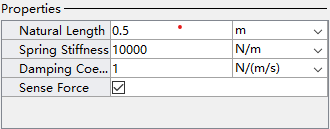 Properties
Natural Length 0.5 m
Spring Stiffness 10000 N/m
Damping Coe... 1 N/(m/s)
Sense Force